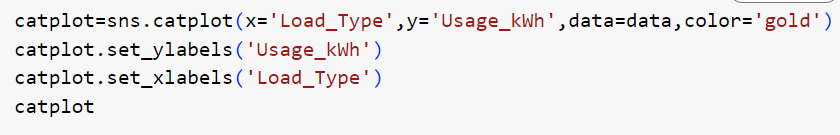 catplot=sns.catplot(x='Load_Type',y='Usage_kWh',data=data,color='gold')
catplot.set_ylabels('Usage_kWh')
catplot.set_xlabels('Load_Type')
catplot